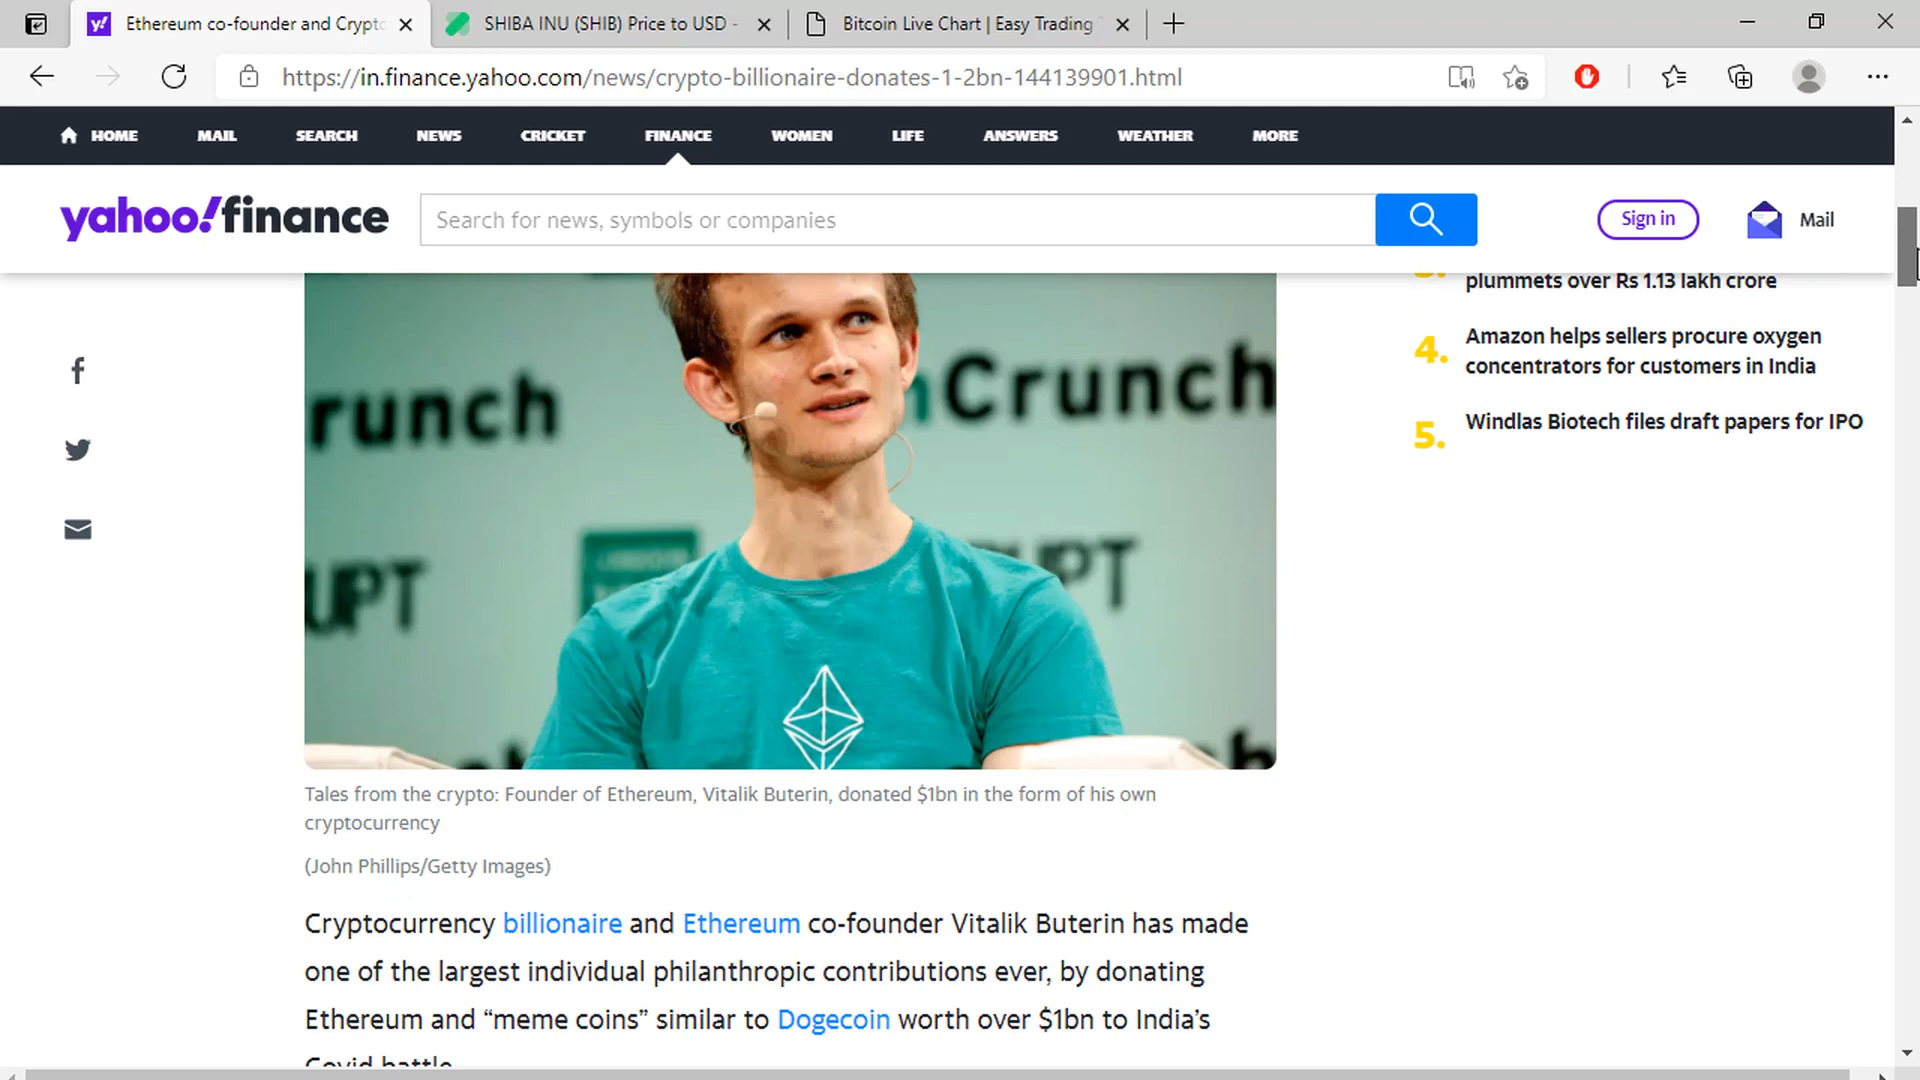 Ethereum co-founder and Crypto
SHIBA INU (SHIB) Price to USD -
Bitcoin Live Chart | Easy Trading
https://in.finance.yahoo.com/news/crypto-billionaire-donates-1-2bn-144139901.html
HOME MAIL SEARCH NEWS CRICKET FINANCE WOMEN LIFE ANSWERS WEATHER MORE
yahoo!finance
Search for news, symbols or companies
Sign in
Mail
plummets over Rs 1.13 lakh crore
4. Amazon helps sellers procure oxygen
concentrators for customers in India
5. Windlas Biotech files draft papers for IPO
runch
nCrunch
UPT
UPT
Tales from the crypto: Founder of Ethereum, Vitalik Buterin, donated $1bn in the form of his own
cryptocurrency
(John Phillips/Getty Images)
Cryptocurrency billionaire and Ethereum co-founder Vitalik Buterin has made
one of the largest individual philanthropic contributions ever, by donating
Ethereum and “meme coins” similar to Dogecoin worth over $1bn to India’s
Covid battle